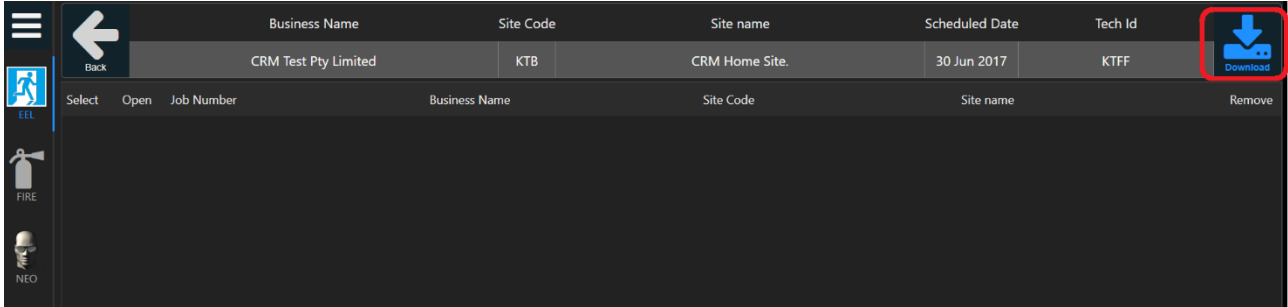 Business Name Site Code Site name Scheduled Date Tech Id
Back CRM Test Pty Limited KTB CRM Home Site. 30 Jun 2017 KTFF Download
Select Open Job Number Business Name Site Code Site name Remove
EEL
FIRE
NEO